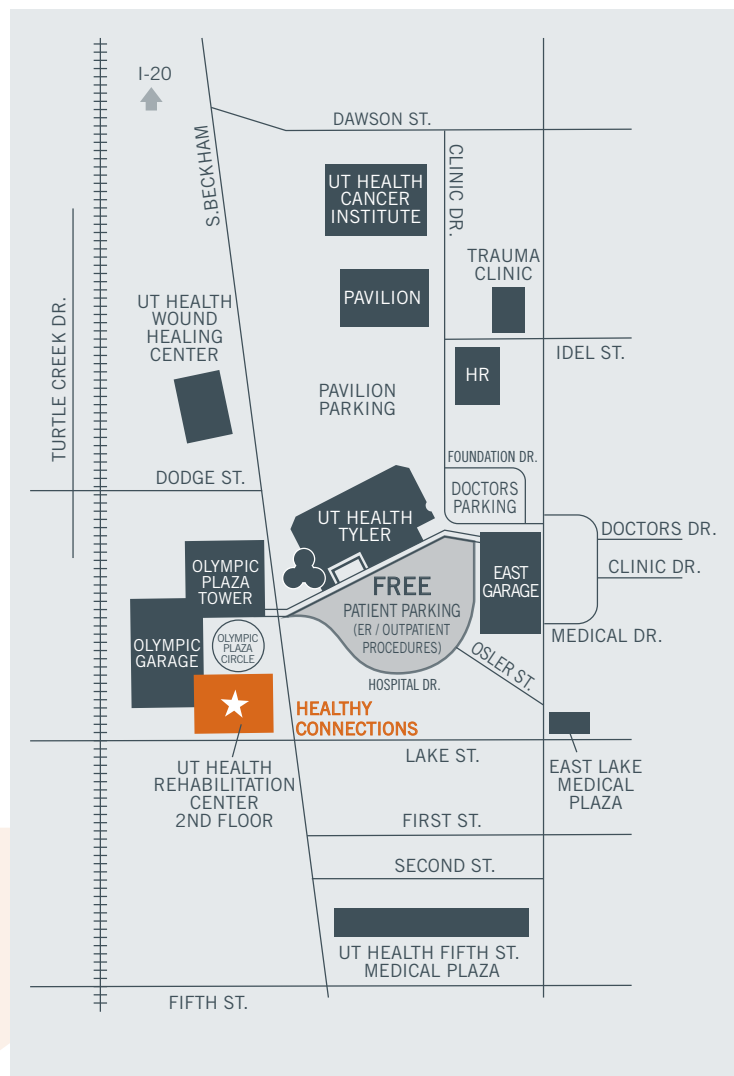 I-20
DAWSON ST.
S.BECKHAM
CLINIC DR.
UT HEALTH
CANCER
INSTITUTE
TRAUMA
CLINIC
PAVILION
UT HEALTH
WOUND
HEALING
CENTER
TURTLE CREEK DR.
IDEL ST.
HR
PAVILION
PARKING
FOUNDATION DR.
DODGE ST.
DOCTORS
PARKING
UT HEALTH
TYLER
DOCTORS DR.
CLINIC DR.
MEDICAL DR.
OLYMPIC
PLAZA
TOWER
EAST
GARAGE
FREE
PATIENT PARKING
(ER / OUTPATIENT
PROCEDURES)
OLYMPIC
GARAGE
OLYMPIC
PLAZA
CIRCLE
OSLER ST.
HOSPITAL DR.
HEALTHY
CONNECTIONS
LAKE ST.
UT HEALTH
REHABILITATION
CENTER
2ND FLOOR
EAST LAKE
MEDICAL
PLAZA
FIRST ST.
SECOND ST.
UT HEALTH FIFTH ST.
MEDICAL PLAZA
FIFTH ST.